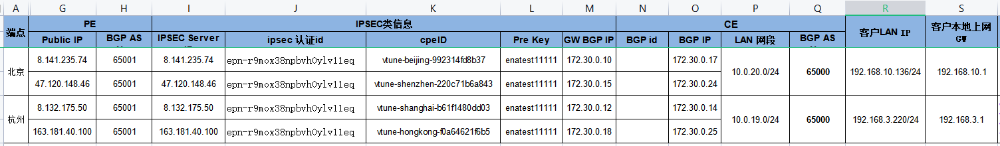 A G H I J K L M N O P Q R S
端点 PE IPSEC类信息 CE 客户LAN IP 客户本地上网 GW
Public IP BGP AS IPSEC Server ipsec 认证id cpeID Pre Key GW BGP IP BGP id BGP IP LAN 网段 BGP AS
北京 8.141.235.74 65001 8.141.235.74 epn-r9mox38npbvh0ylv11eq vtune-beijing-992314fd8b37 enatest11111 172.30.0.10 172.30.0.17 10.0.20.0/24 65000 192.168.10.136/24 192.168.10.1
47.120.148.46 65001 47.120.148.46 epn-r9mox38npbvh0ylv11eq vtune-shenzhen-220c71b6a843 enatest11111 172.30.0.15 172.30.0.24
杭州 8.132.175.50 65001 8.132.175.50 epn-r9mox38npbvh0ylv11eq vtune-shanghai-b61f1480dd03 enatest11111 172.30.0.12 172.30.0.14 10.0.19.0/24 65000 192.168.3.220/24 192.168.3.1
163.181.40.100 65001 163.181.40.100 epn-r9mox38npbvh0ylv11eq vtune-hongkong-f0a64621f6b5 enatest11111 172.30.0.18 172.30.0.25